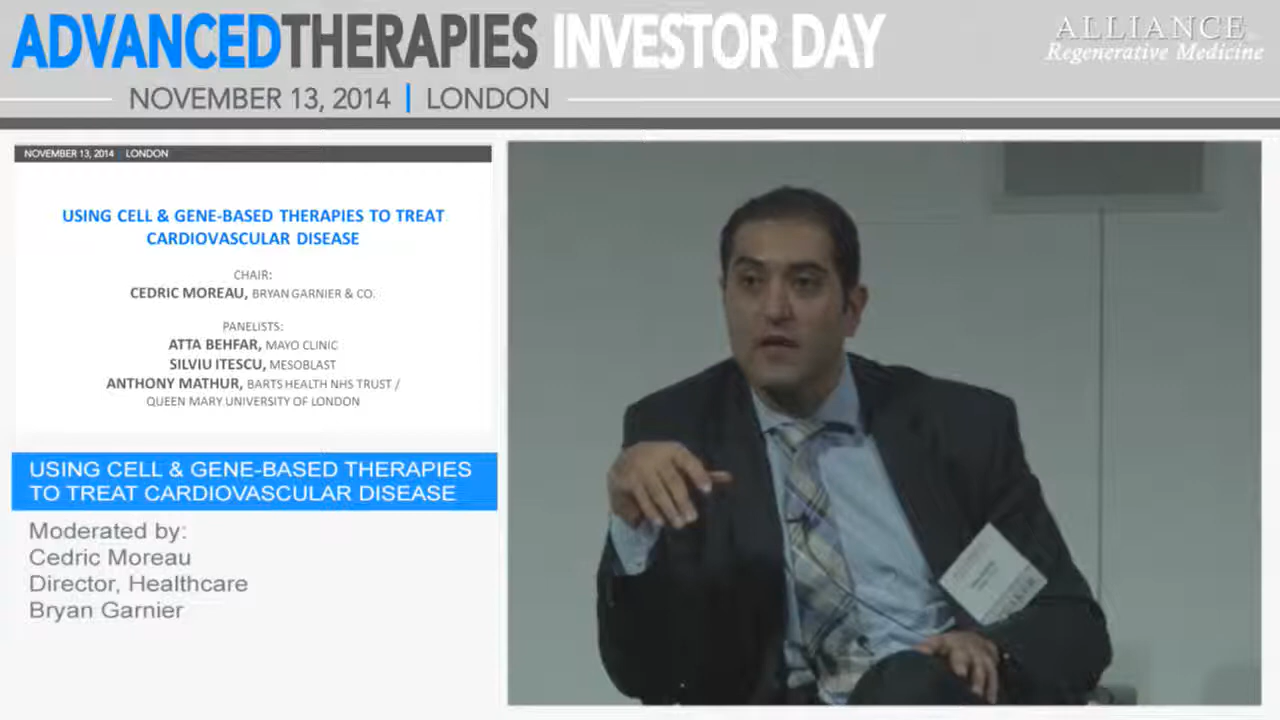 ADVANCEDTHERAPIES INVESTOR DAY
NOVEMBER 13, 2014 | LONDON
ALLIANCE
Regenerative Medicine
NOVEMBER 13, 2014 | LONDON
USING CELL & GENE-BASED THERAPIES TO TREAT
CARDIOVASCULAR DISEASE
CHAIR:
CEDRIC MOREAU, BRYAN GARNIER & CO.
PANELISTS:
ATTA BEHFAR, MAYO CLINIC
SILVIU ITESCU, MESOBLAST
ANTHONY MATHUR, BARTS HEALTH NHS TRUST /
QUEEN MARY UNIVERSITY OF LONDON
USING CELL & GENE-BASED THERAPIES
TO TREAT CARDIOVASCULAR DISEASE
Moderated by:
Cedric Moreau
Director, Healthcare
Bryan Garnier